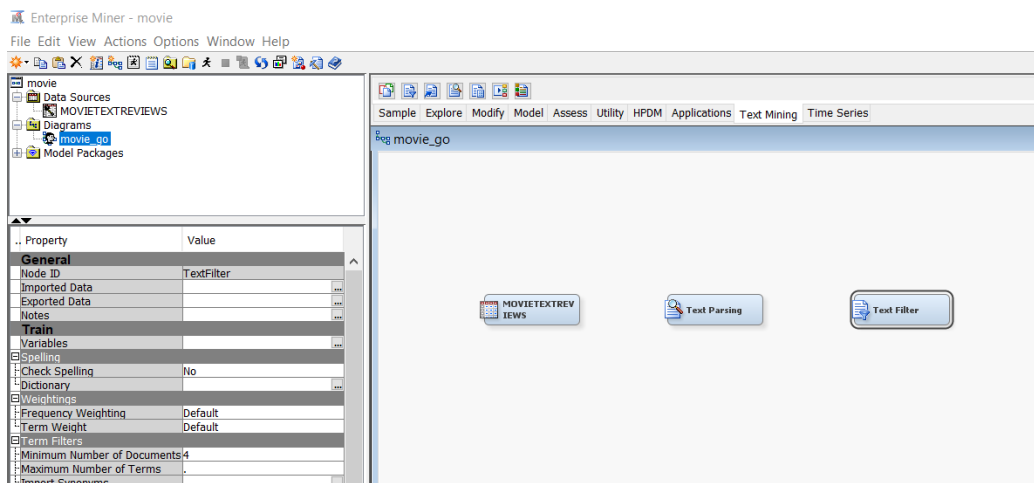 Enterprise Miner - movie
File Edit View Actions Options Window Help
movie
Data Sources
MOVIETEXTREVIEWS
Diagrams
movie_go
Model Packages
Sample Explore Modify Model Assess Utility HPDM Applications Text Mining Time Series
movie_go
MOVIETEXTREV
IEWS
Text Parsing
Text Filter
.. Property Value
General
Node ID TextFilter
Imported Data ...
Exported Data ...
Notes ...
Train
Variables ...
Spelling
Check Spelling No
Dictionary ...
Weightings
Frequency Weighting Default
Term Weight Default
Term Filters
Minimum Number of Documents 4
Maximum Number of Terms .
Import Synonyms